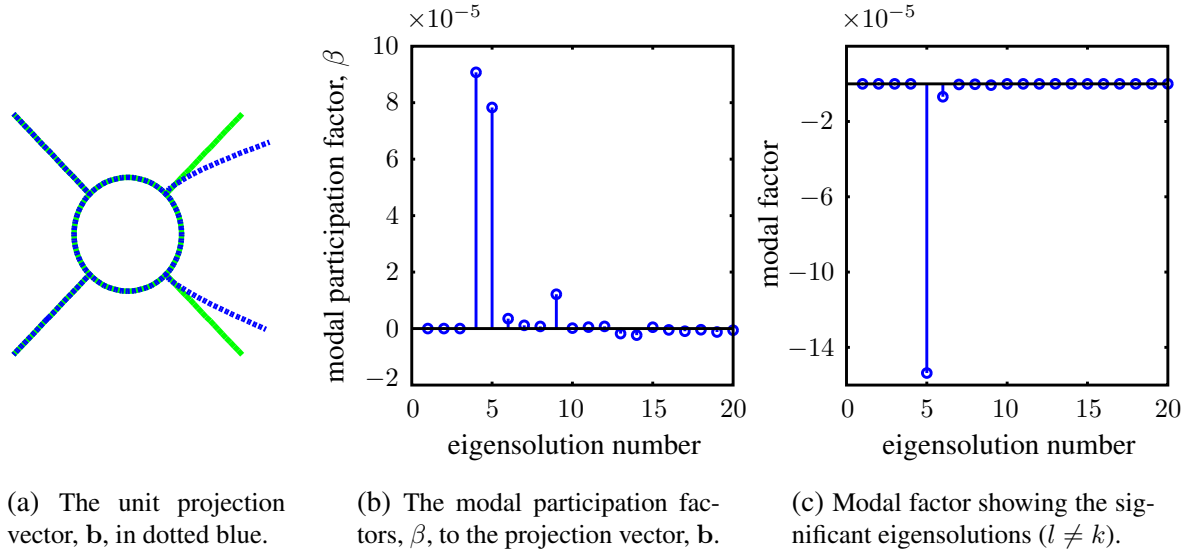 ×10⁻⁵
10
8
6
4
2
0
−2
0
5
10
15
20
modal participation factor, β
eigensolution number
×10⁻⁵
−2
−6
−10
−14
0
5
10
15
20
modal factor
eigensolution number
(a) The unit projection
vector, b, in dotted blue.
(b) The modal participation fac-
tors, β, to the projection vector, b.
(c) Modal factor showing the sig-
nificant eigensolutions (l ≠ k).